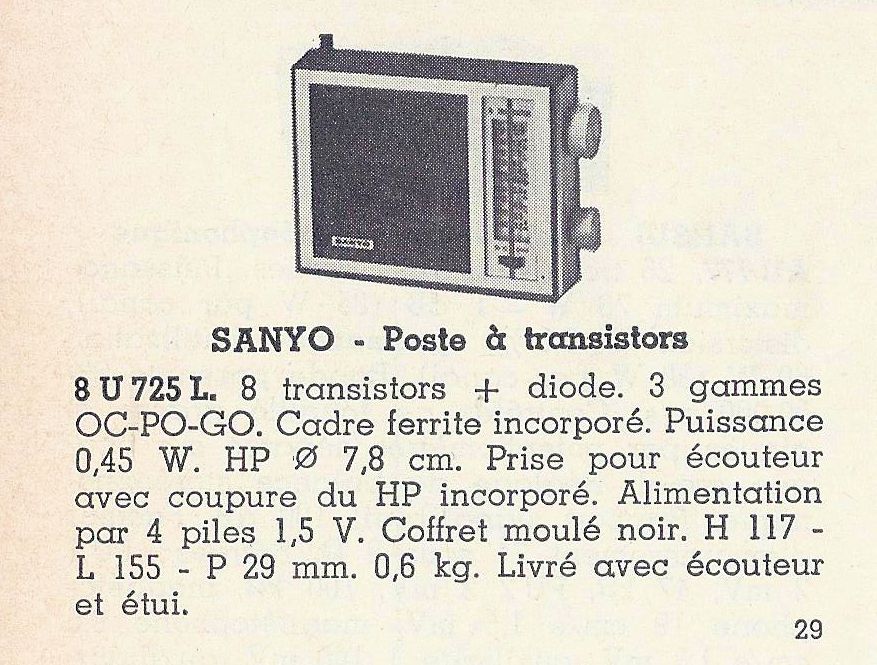 SANYO
SANYO - Poste à transistors
8 U 725 L. 8 transistors + diode. 3 gammes
OC-PO-GO. Cadre ferrite incorporé. Puissance
0,45 W. HP Ø 7,8 cm. Prise pour écouteur
avec coupure du HP incorporé. Alimentation
par 4 piles 1,5 V. Coffret moulé noir. H 117 -
L 155 - P 29 mm. 0,6 kg. Livré avec écouteur
et étui.
29